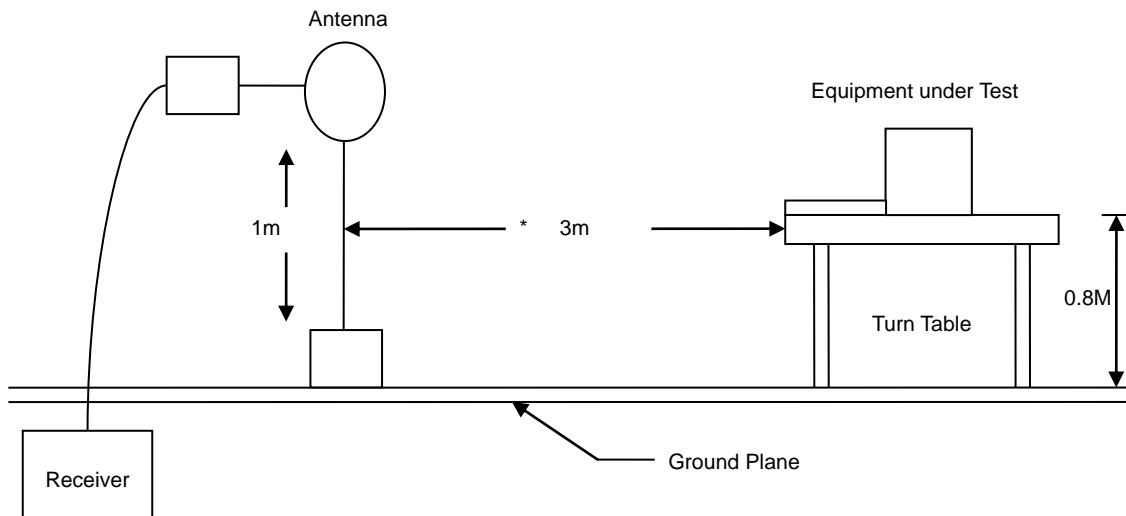 Antenna
Equipment under Test
1m
* 3m
0.8M
Turn Table
Ground Plane
Receiver